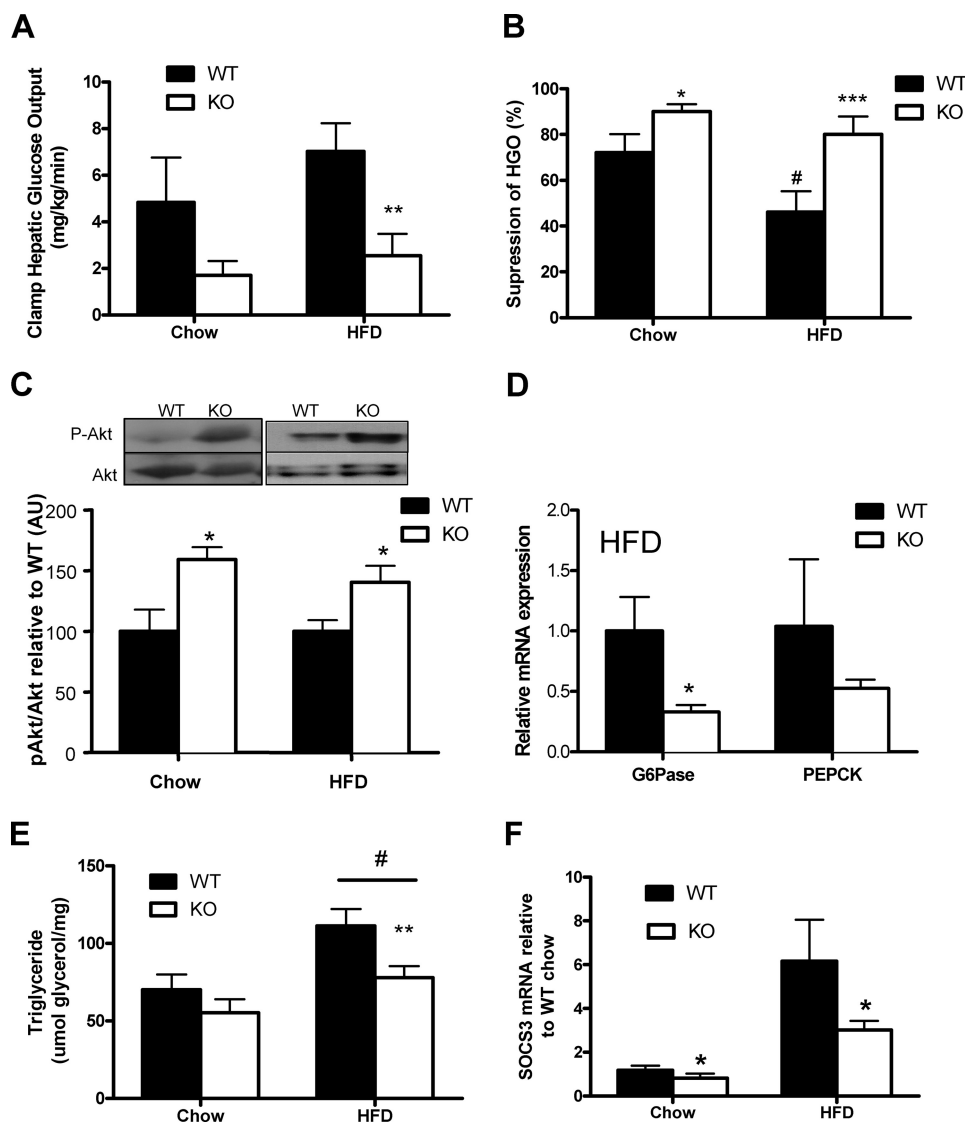 A
Clamp Hepatic Glucose Output
(mg/kg/min)
WT
KO
10
8
6
4
2
0
**
Chow
HFD
B
Supression of HGO (%)
WT
KO
100
80
60
40
20
0
*
#
***
Chow
HFD
C
WT KO
WT KO
P-Akt
Akt
pAkt/Akt relative to WT (AU)
WT
KO
200
150
100
50
0
*
*
Chow
HFD
D
Relative mRNA expression
HFD
WT
KO
2.0
1.5
1.0
0.5
0.0
*
G6Pase
PEPCK
E
Triglyceride
(umol glycerol/mg)
WT
KO
150
100
50
0
#
**
Chow
HFD
F
SOCS3 mRNA relative
to WT chow
WT
KO
10
8
6
4
2
0
*
*
Chow
HFD